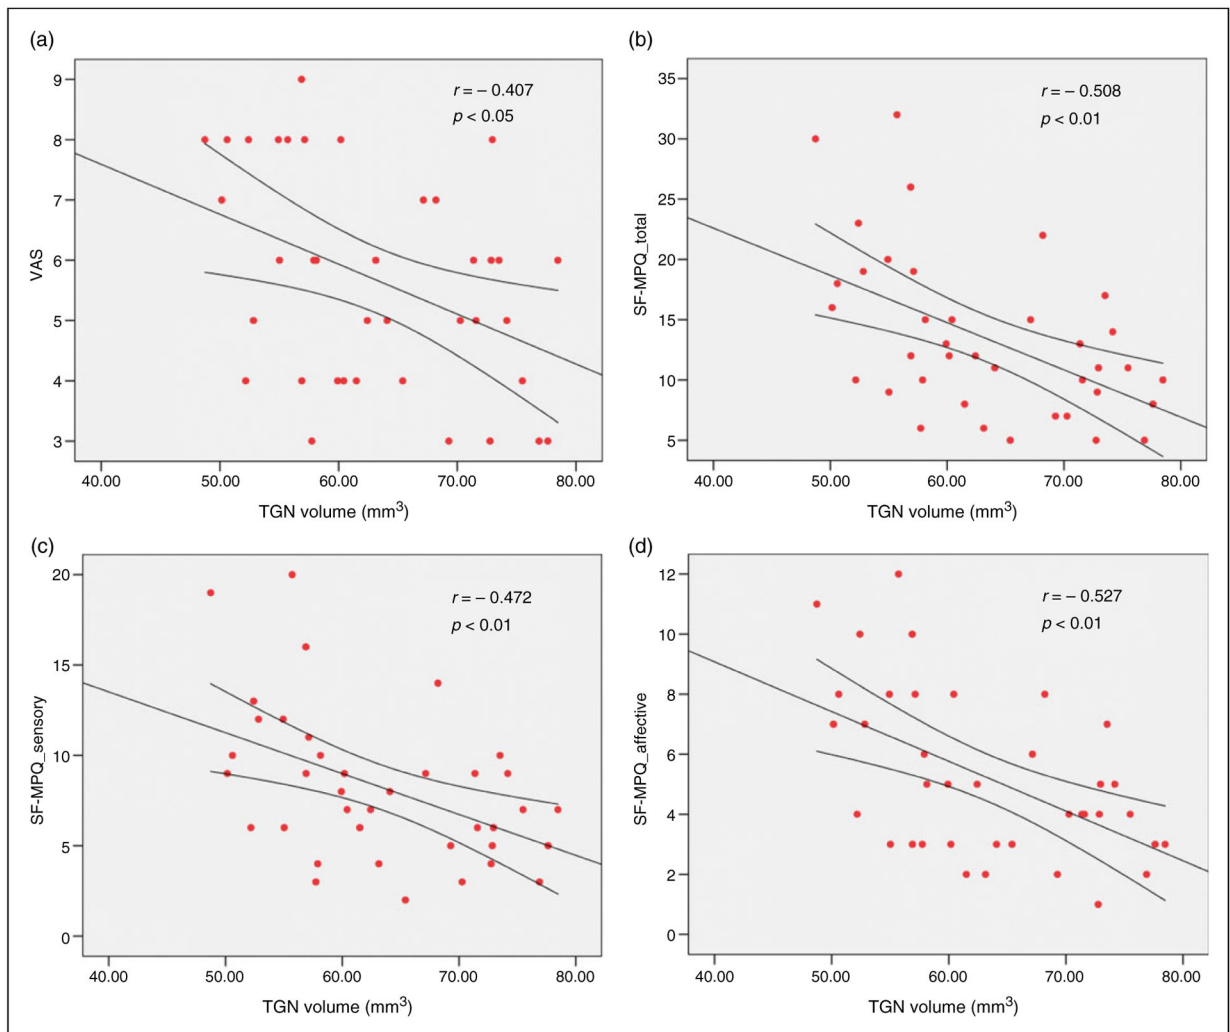 (a)
r = – 0.407
p < 0.05
9
8
7
6
5
4
3
VAS
40.00 50.00 60.00 70.00 80.00
TGN volume (mm³)
(b)
r = – 0.508
p < 0.01
35
30
25
20
15
10
5
SF-MPQ_total
40.00 50.00 60.00 70.00 80.00
TGN volume (mm³)
(c)
r = – 0.472
p < 0.01
20
15
10
5
0
SF-MPQ_sensory
40.00 50.00 60.00 70.00 80.00
TGN volume (mm³)
(d)
r = – 0.527
p < 0.01
12
10
8
6
4
2
0
SF-MPQ_affective
40.00 50.00 60.00 70.00 80.00
TGN volume (mm³)